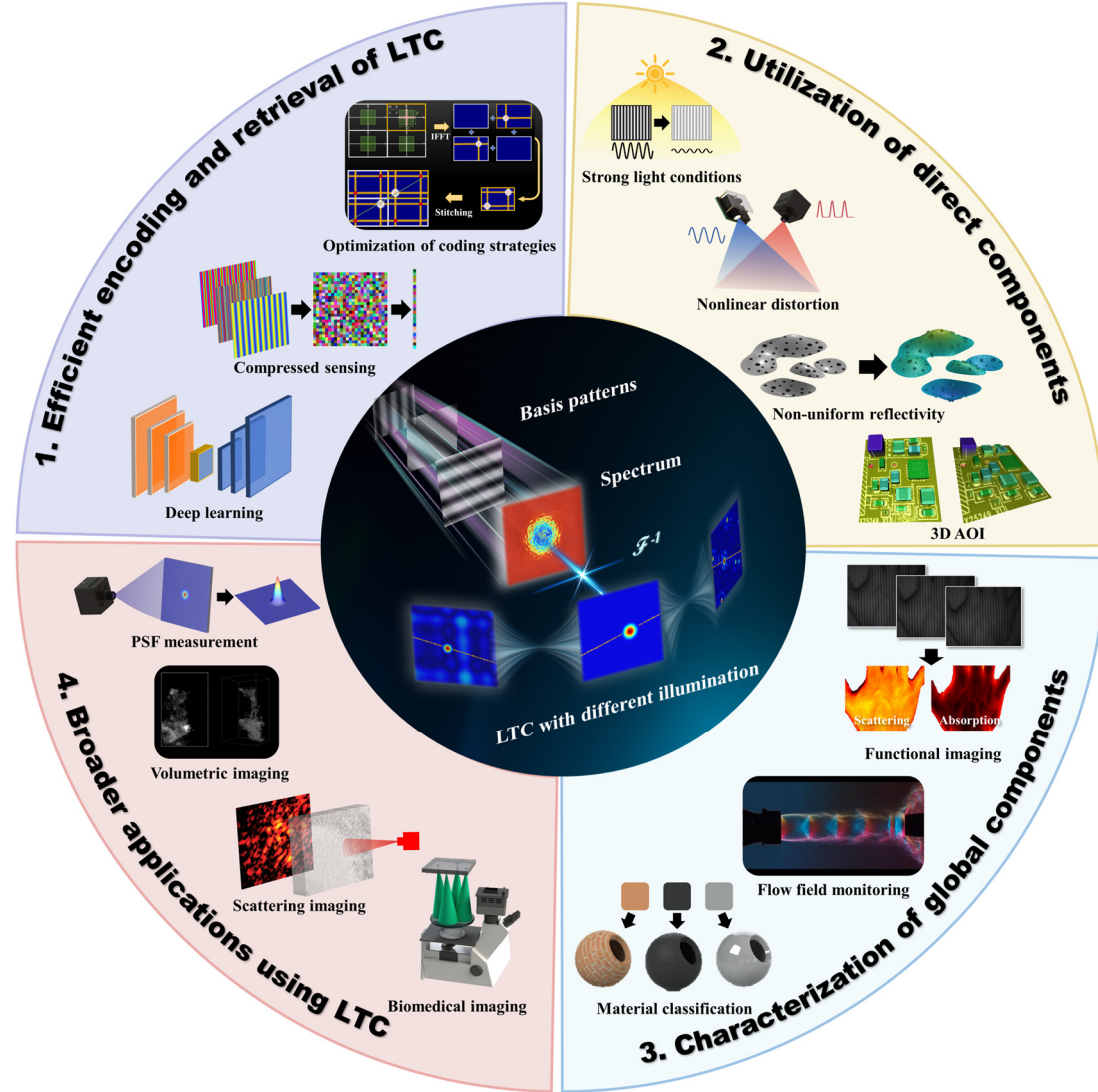 1. Efficient encoding and retrieval of LTC
IFFT
Stitching
Optimization of coding strategies
Compressed sensing
Deep learning
2. Utilization of direct components
Strong light conditions
Nonlinear distortion
Non-uniform reflectivity
3D AOI
Basis patterns
Spectrum
ℱ⁻¹
LTC with different illumination
PSF measurement
Volumetric imaging
Scattering imaging
Biomedical imaging
4. Broader applications using LTC
Scattering
Absorption
Functional imaging
Flow field monitoring
Material classification
3. Characterization of global components